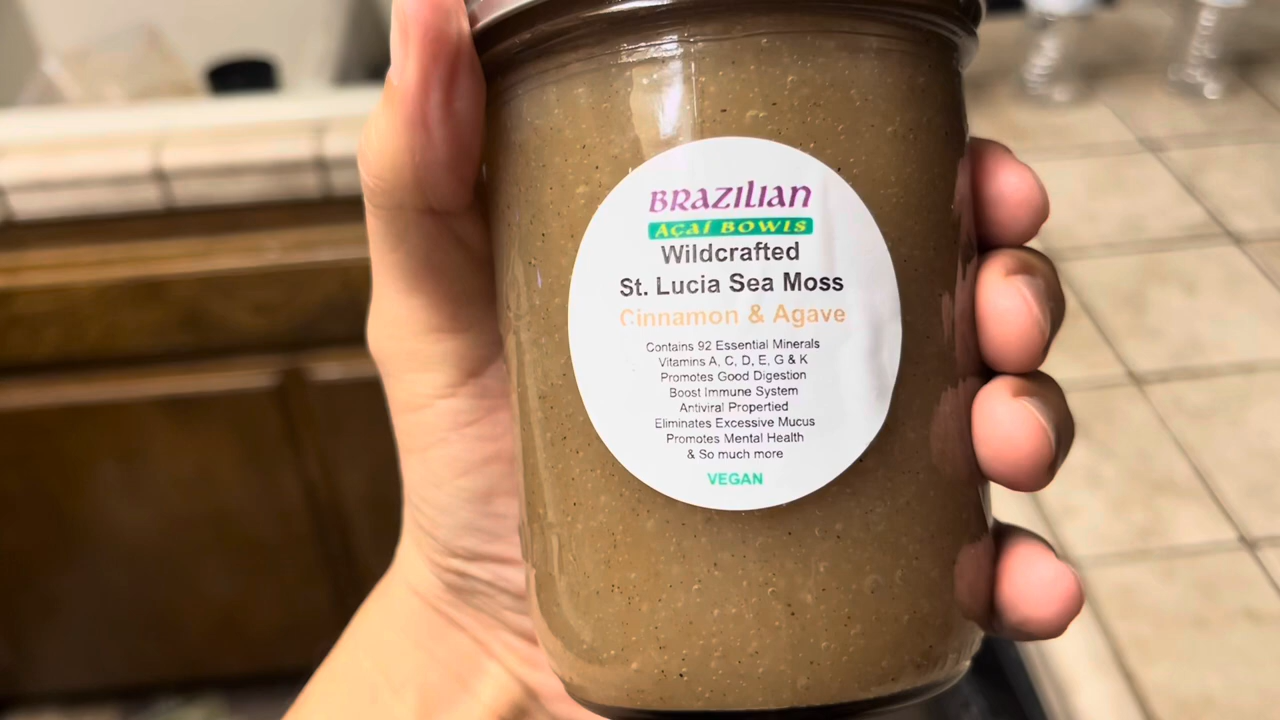 BRAZILIAN
AÇAÍ BOWLS
Wildcrafted
St. Lucia Sea Moss
Cinnamon & Agave
Contains 92 Essential Minerals
Vitamins A, C, D, E, G & K
Promotes Good Digestion
Boost Immune System
Antiviral Propertied
Eliminates Excessive Mucus
Promotes Mental Health
& So much more
VEGAN